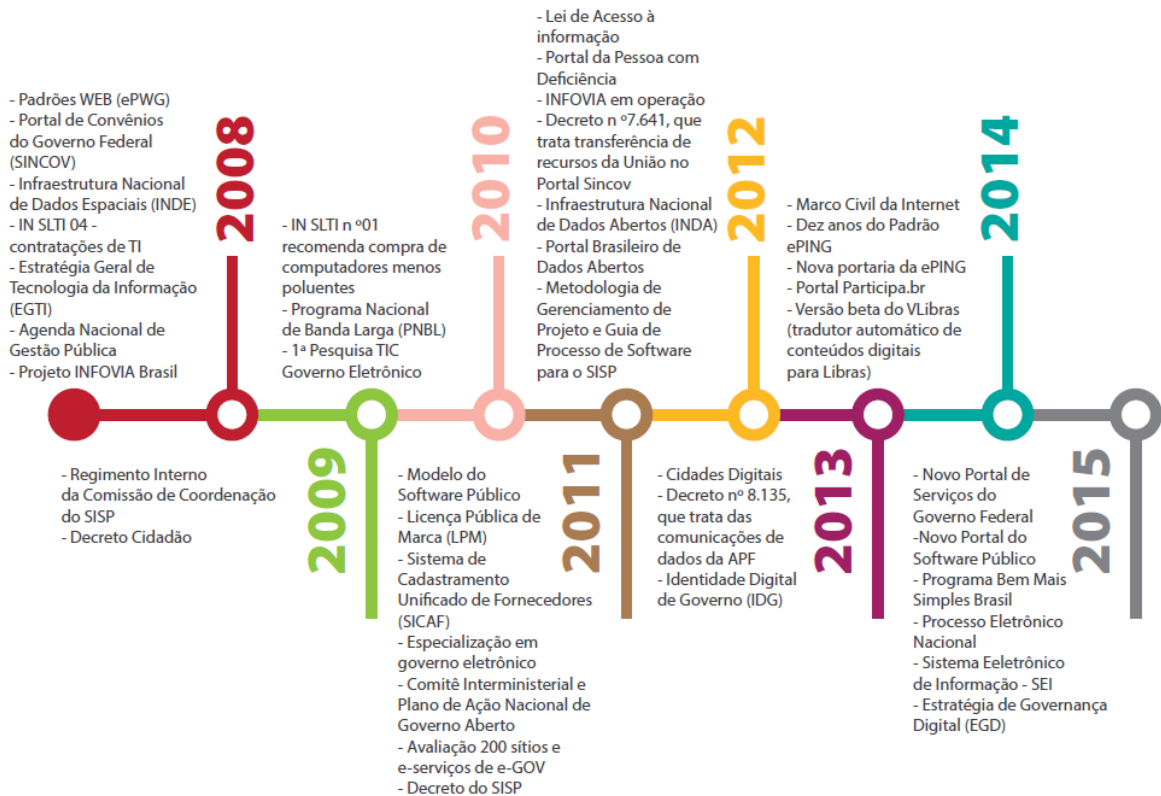 - Padrões WEB (ePWG)
- Portal de Convênios
do Governo Federal
(SINCOV)
- Infraestrutura Nacional
de Dados Espaciais (INDE)
- IN SLTI 04 -
contratações de TI
- Estratégia Geral de
Tecnologia da Informação
(EGTI)
- Agenda Nacional de
Gestão Pública
- Projeto INFOVIA Brasil
2008
- Regimento Interno
da Comissão de Coordenação
do SISP
- Decreto Cidadão
2009
- IN SLTI n º01
recomenda compra de
computadores menos
poluentes
- Programa Nacional
de Banda Larga (PNBL)
- 1ª Pesquisa TIC
Governo Eletrônico
2010
- Modelo do
Software Público
- Licença Pública de
Marca (LPM)
- Sistema de
Cadastramento
Unificado de Fornecedores
(SICAF)
- Especialização em
governo eletrônico
- Comitê Interministerial e
Plano de Ação Nacional de
Governo Aberto
- Avaliação 200 sítios e
e-serviços de e-GOV
- Decreto do SISP
2011
- Lei de Acesso à
informação
- Portal da Pessoa com
Deficiência
- INFOVIA em operação
- Decreto n º7.641, que
trata transferência de
recursos da União no
Portal Sincov
- Infraestrutura Nacional
de Dados Abertos (INDA)
- Portal Brasileiro de
Dados Abertos
- Metodologia de
Gerenciamento de
Projeto e Guia de
Processo de Software
para o SISP
2012
- Cidades Digitais
- Decreto nº 8.135,
que trata das
comunicações de
dados da APF
- Identidade Digital
de Governo (IDG)
2013
- Marco Civil da Internet
- Dez anos do Padrão
ePING
- Nova portaria da ePING
- Portal Participa.br
- Versão beta do VLibras
(tradutor automático de
conteúdos digitais
para Libras)
2014
- Novo Portal de
Serviços do
Governo Federal
-Novo Portal do
Software Público
- Programa Bem Mais
Simples Brasil
- Processo Eletrônico
Nacional
- Sistema Eeletrônico
de Informação - SEI
- Estratégia de Governança
Digital (EGD)
2015